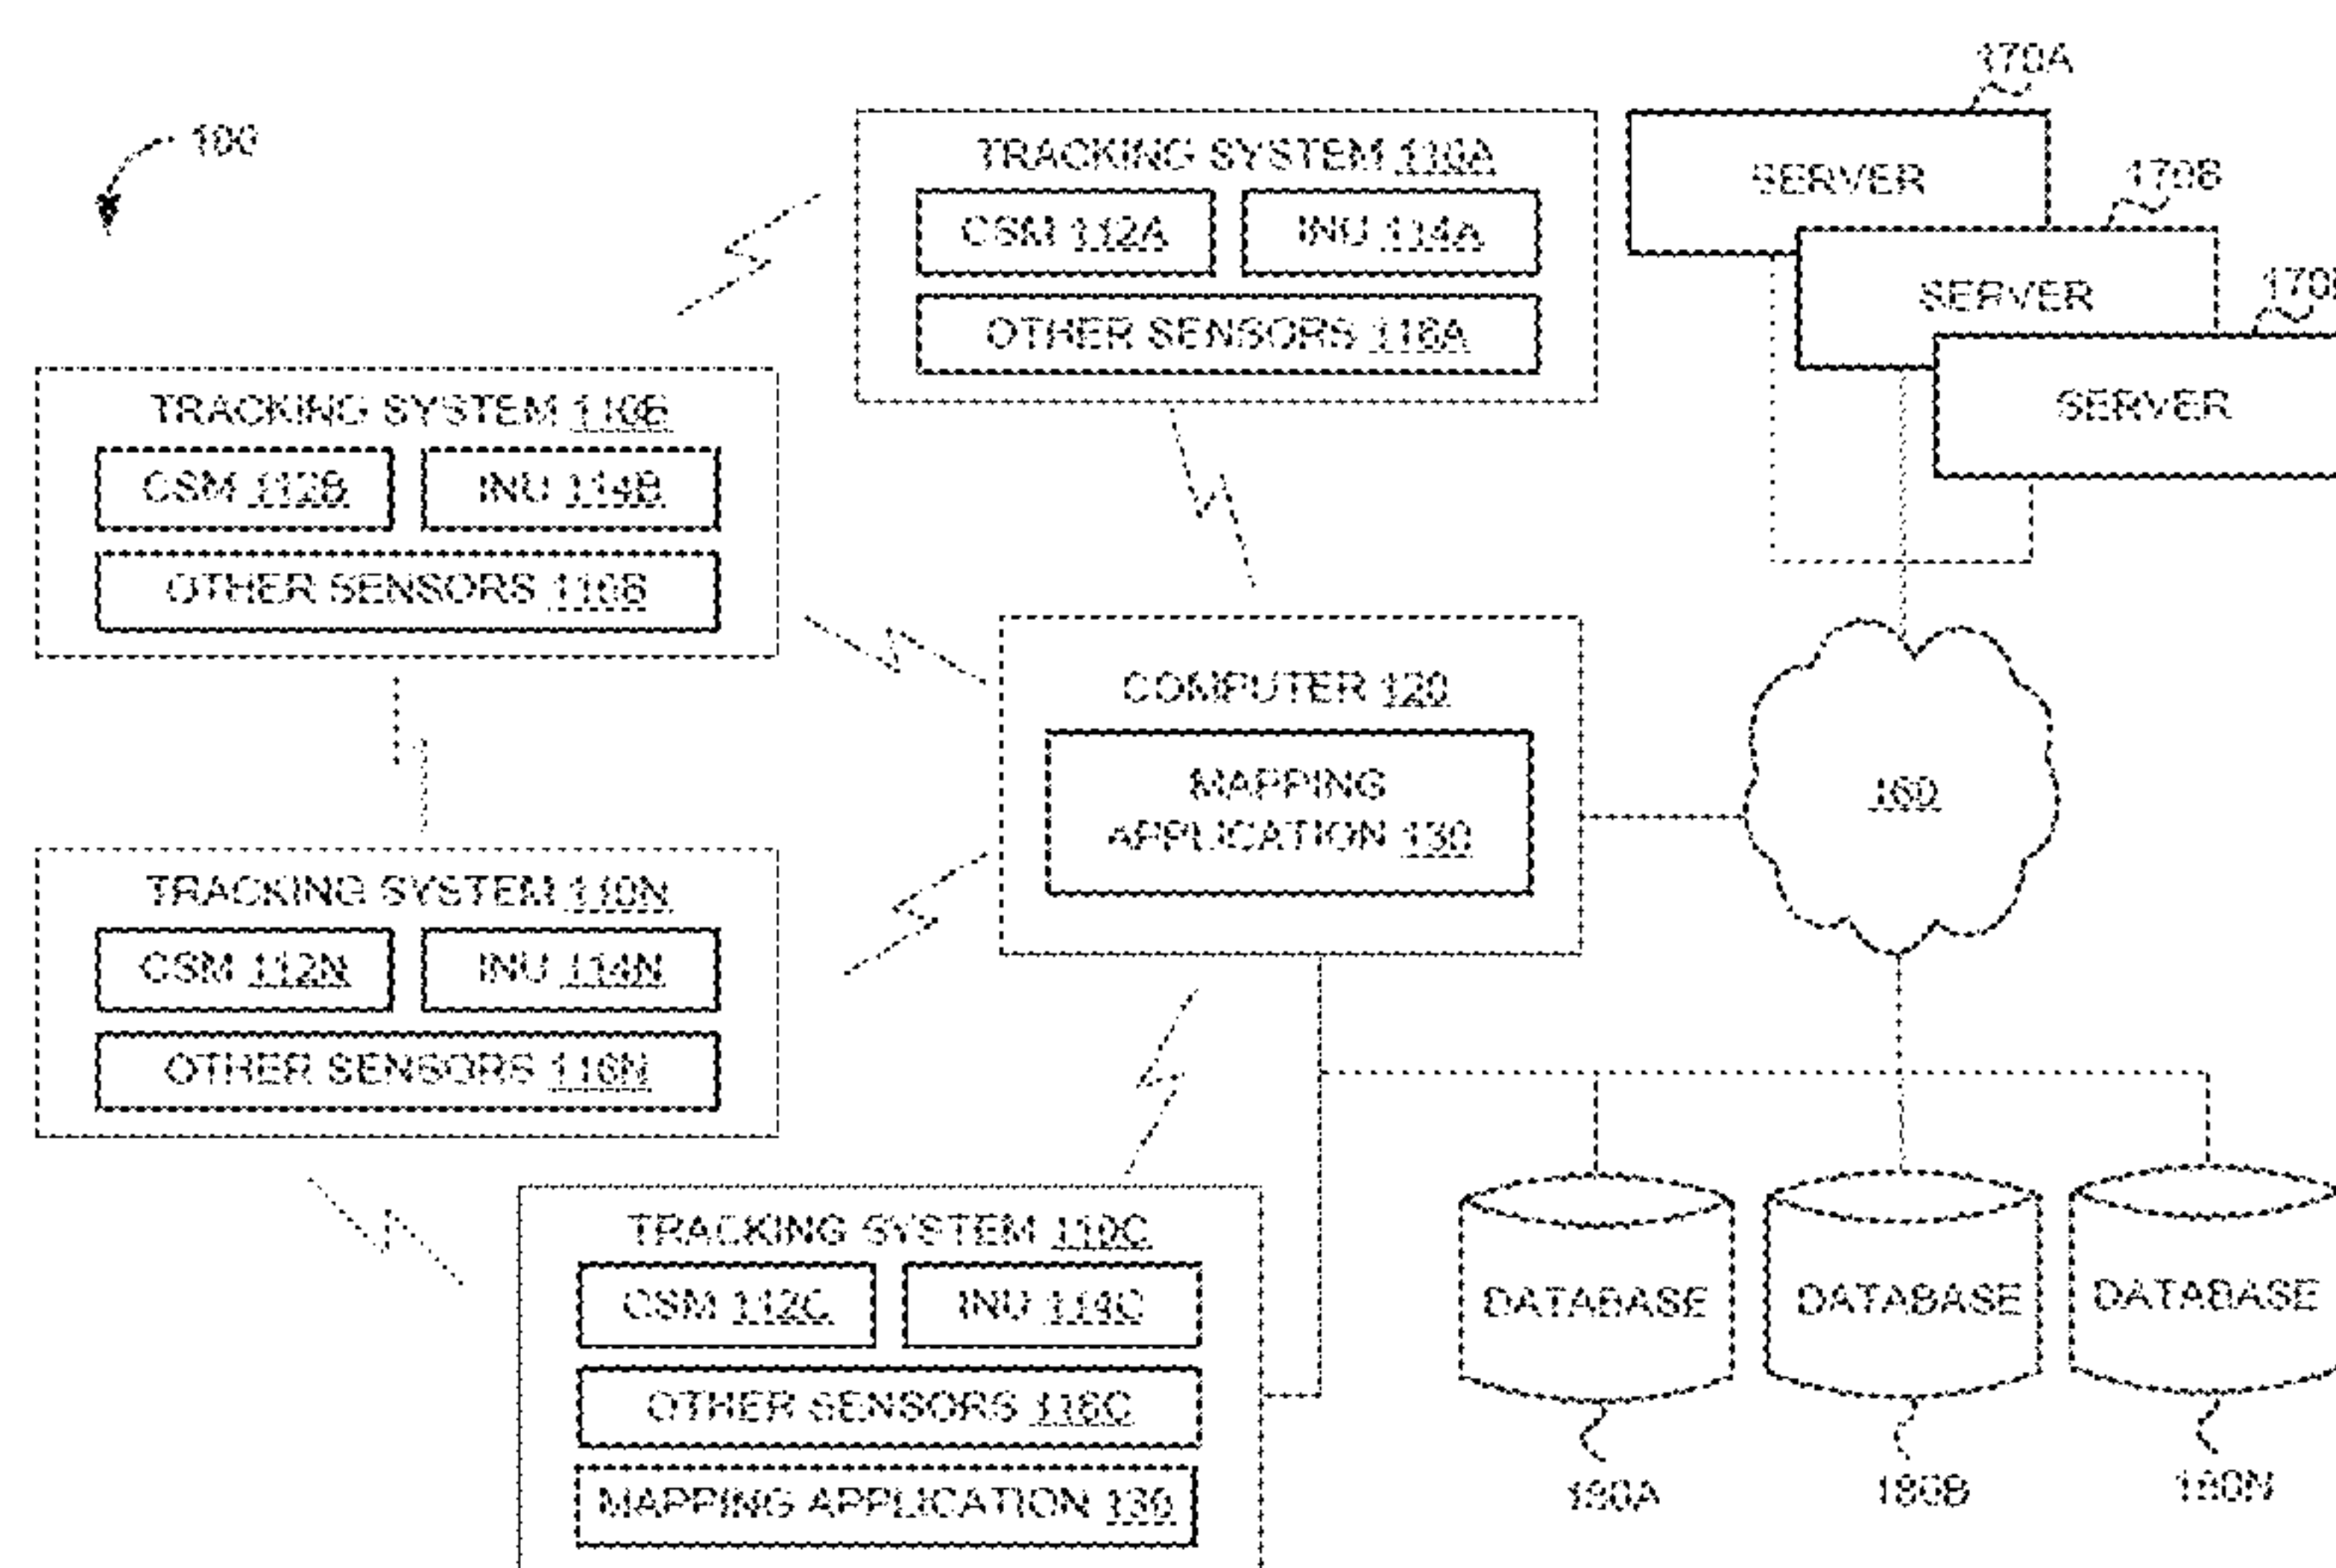 100
TRACKING SYSTEM 110A
CSM 112A
INU 114A
OTHER SENSORS 116A
170A
SERVER
170B
SERVER
SERVER
TRACKING SYSTEM 110B
CSM 112B
INU 114B
OTHER SENSORS 116B
COMPUTER 120
MAPPING
APPLICATION 130
160
TRACKING SYSTEM 110N
CSM 112N
INU 114N
OTHER SENSORS 116N
TRACKING SYSTEM 110C
CSM 112C
INU 114C
OTHER SENSORS 116C
MAPPING APPLICATION 130
DATABASE
DATABASE
DATABASE
180A
180B
180N